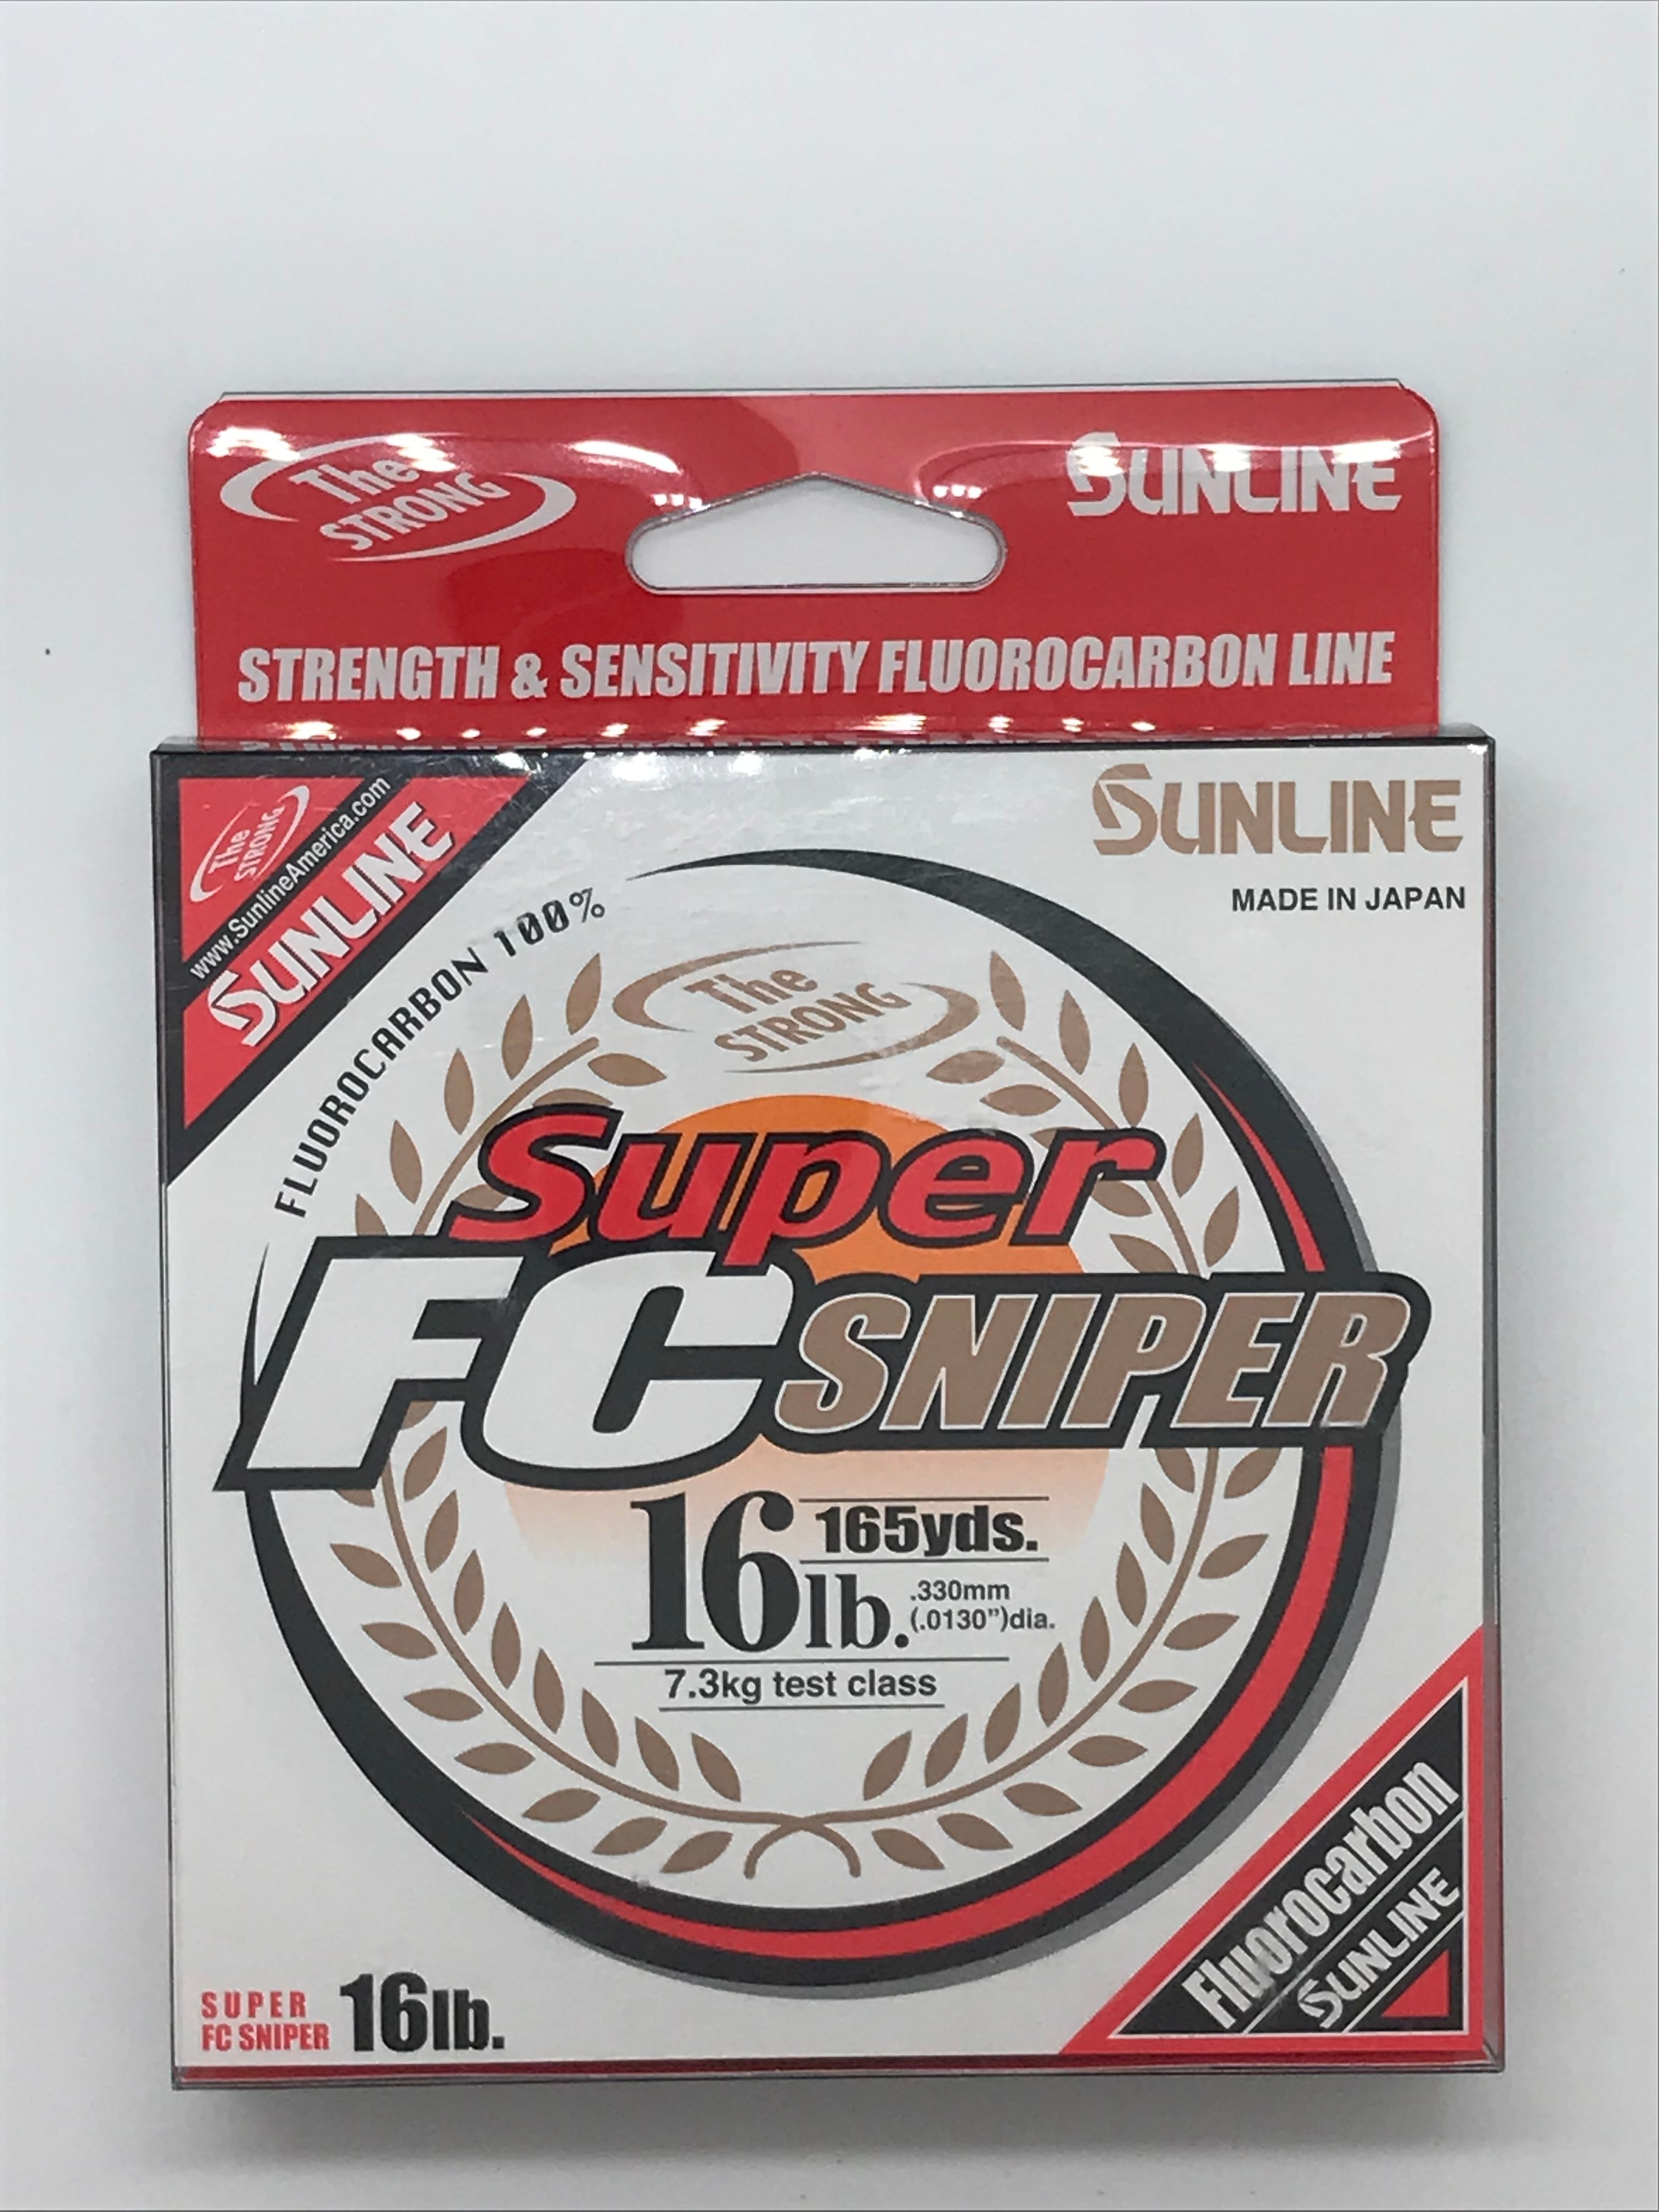 The
STRONG
SUNLINE
STRENGTH & SENSITIVITY FLUOROCARBON LINE
The
STRONG
www.SunlineAmerica.com
SUNLINE
SUNLINE
MADE IN JAPAN
FLUOROCARBON 100%
The
STRONG
Super
FC SNIPER
165yds.
16lb.
.330mm
(.0130")dia.
7.3kg test class
SUPER
FC SNIPER
16lb.
Fluorocarbon
SUNLINE